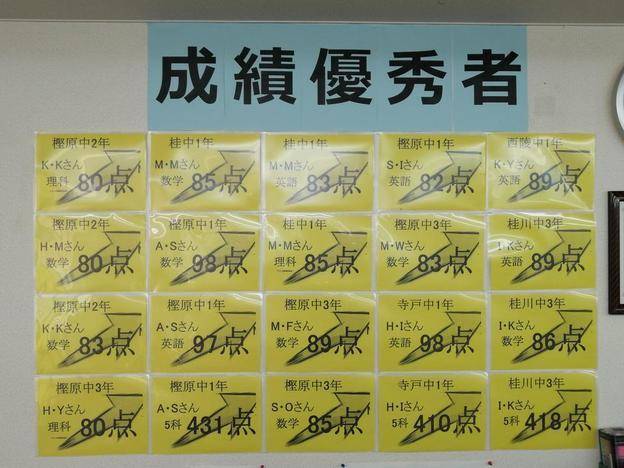 成績優秀者
樫原中2年
K・Kさん
理科 80点
桂中1年
M・Mさん
数学 85点
桂中1年
M・Mさん
英語 83点
樫原中3年
S・Iさん
英語 82点
西陵中1年
K・Yさん
英語 89点
樫原中2年
H・Mさん
数学 80点
樫原中1年
A・Sさん
数学 98点
桂中1年
M・Mさん
理科 85点
樫原中3年
M・Wさん
数学 83点
桂川中3年
I・Kさん
英語 89点
樫原中2年
K・Kさん
数学 83点
樫原中1年
A・Sさん
英語 97点
樫原中3年
M・Fさん
数学 89点
寺戸中1年
H・Iさん
英語 98点
桂川中3年
I・Kさん
数学 86点
樫原中3年
H・Yさん
理科 80点
樫原中1年
A・Sさん
5科 431点
樫原中3年
S・Oさん
数学 85点
寺戸中1年
H・Iさん
5科 410点
桂川中3年
I・Kさん
5科 418点